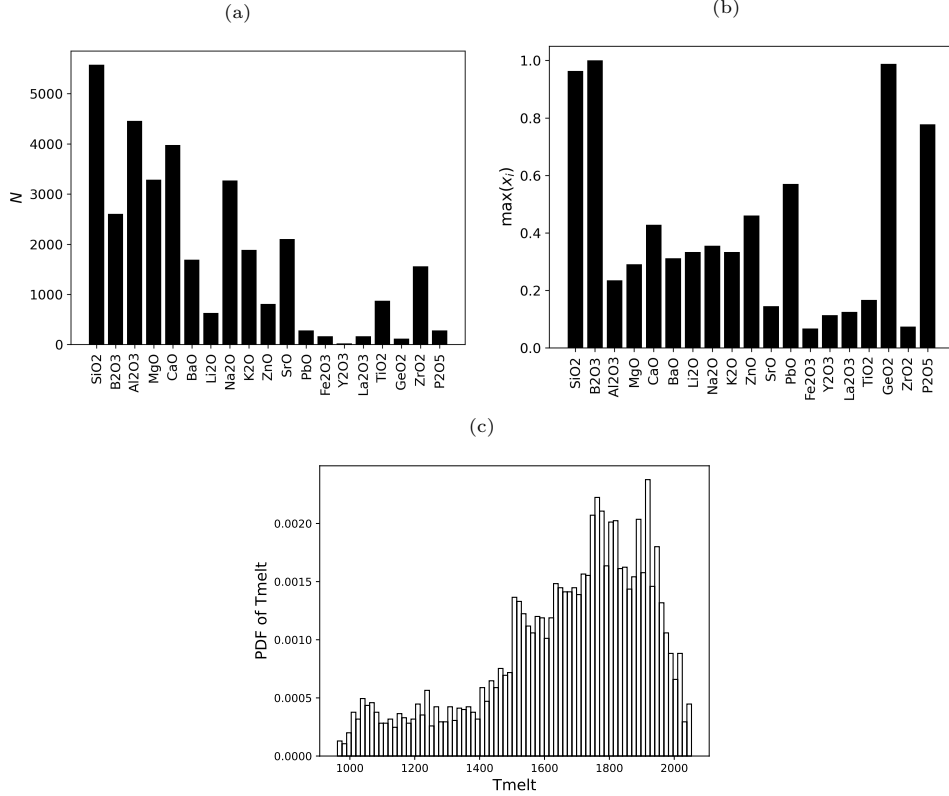 (a)
N
5000
4000
3000
2000
1000
0
SiO2
B2O3
Al2O3
MgO
CaO
BaO
Li2O
Na2O
K2O
ZnO
SrO
PbO
Fe2O3
Y2O3
La2O3
TiO2
GeO2
ZrO2
P2O5
(b)
max(xi)
1.0
0.8
0.6
0.4
0.2
0.0
SiO2
B2O3
Al2O3
MgO
CaO
BaO
Li2O
Na2O
K2O
ZnO
SrO
PbO
Fe2O3
Y2O3
La2O3
TiO2
GeO2
ZrO2
P2O5
(c)
PDF of Tmelt
0.0020
0.0015
0.0010
0.0005
0.0000
1000 1200 1400 1600 1800 2000
Tmelt